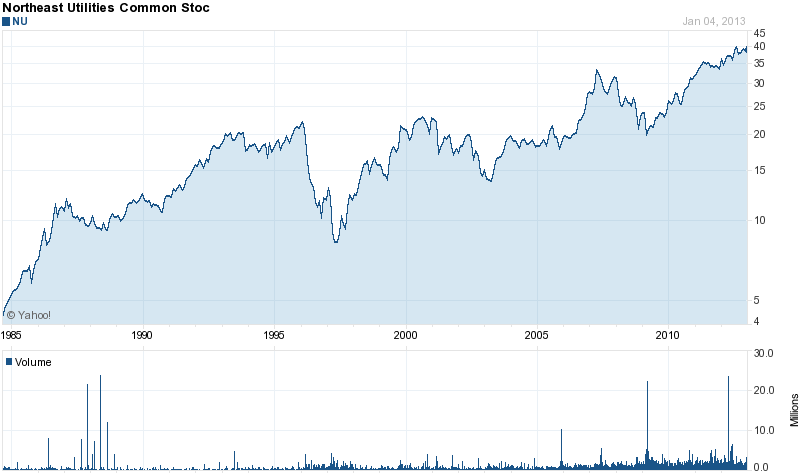 Northeast Utilities Common Stoc
NU
Jan 04, 2013
45
40
35
30
25
20
15
10
5
4
© Yahoo!
1985 1990 1995 2000 2005 2010
Volume
30.0
20.0
10.0
0.0
Millions